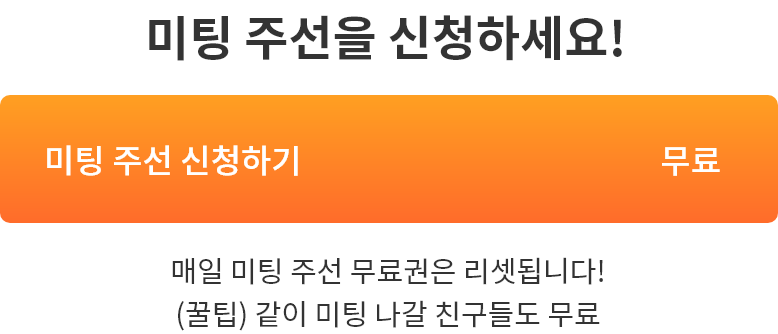 미팅 주선을 신청하세요!
미팅 주선 신청하기 무료
매일 미팅 주선 무료권은 리셋됩니다!
(꿀팁) 같이 미팅 나갈 친구들도 무료